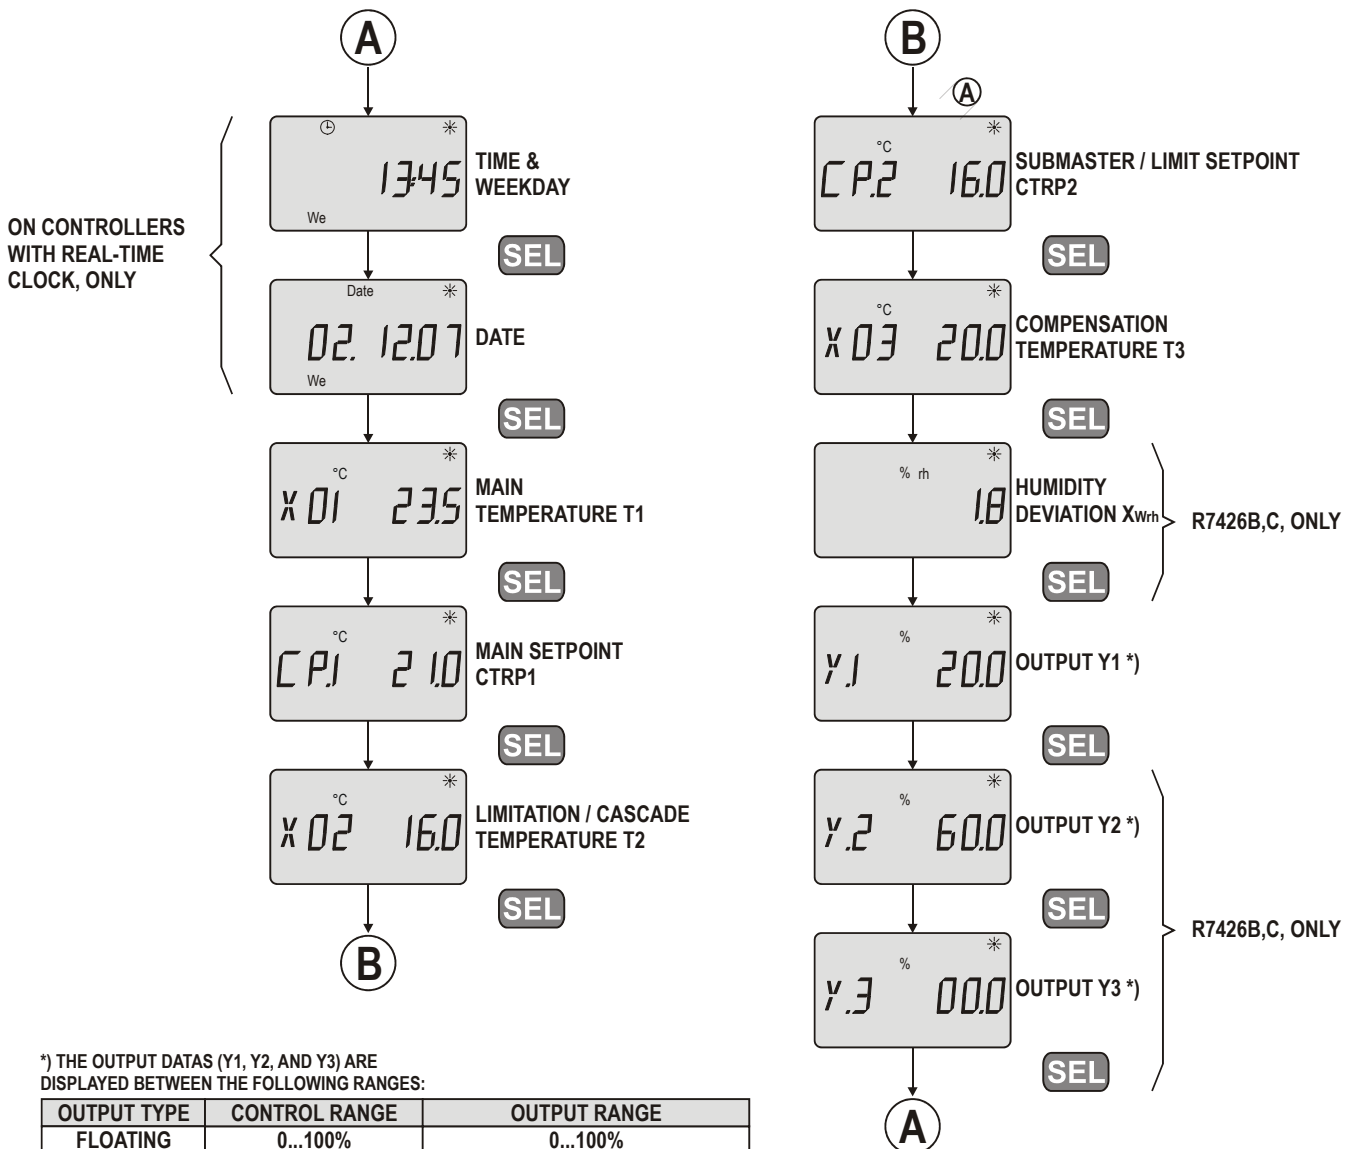 A
13:45
We
TIME &
WEEKDAY
SEL
ON CONTROLLERS
WITH REAL-TIME
CLOCK, ONLY
Date
02. 12.07
We
DATE
SEL
°C
X 01 23.5
MAIN
TEMPERATURE T1
SEL
°C
C P.1 21.0
MAIN SETPOINT
CTRP1
SEL
°C
X 02 16.0
LIMITATION / CASCADE
TEMPERATURE T2
SEL
B
B
A
°C
C P.2 16.0
SUBMASTER / LIMIT SETPOINT
CTRP2
SEL
°C
X 03 20.0
COMPENSATION
TEMPERATURE T3
SEL
% rh
1.8
HUMIDITY
DEVIATION XWrh
R7426B,C, ONLY
SEL
%
Y.1 20.0
OUTPUT Y1 *)
SEL
%
Y.2 60.0
OUTPUT Y2 *)
SEL
R7426B,C, ONLY
%
Y.3 00.0
OUTPUT Y3 *)
SEL
A
*) THE OUTPUT DATAS (Y1, Y2, AND Y3) ARE
DISPLAYED BETWEEN THE FOLLOWING RANGES:
OUTPUT TYPE CONTROL RANGE OUTPUT RANGE
FLOATING 0...100% 0...100%